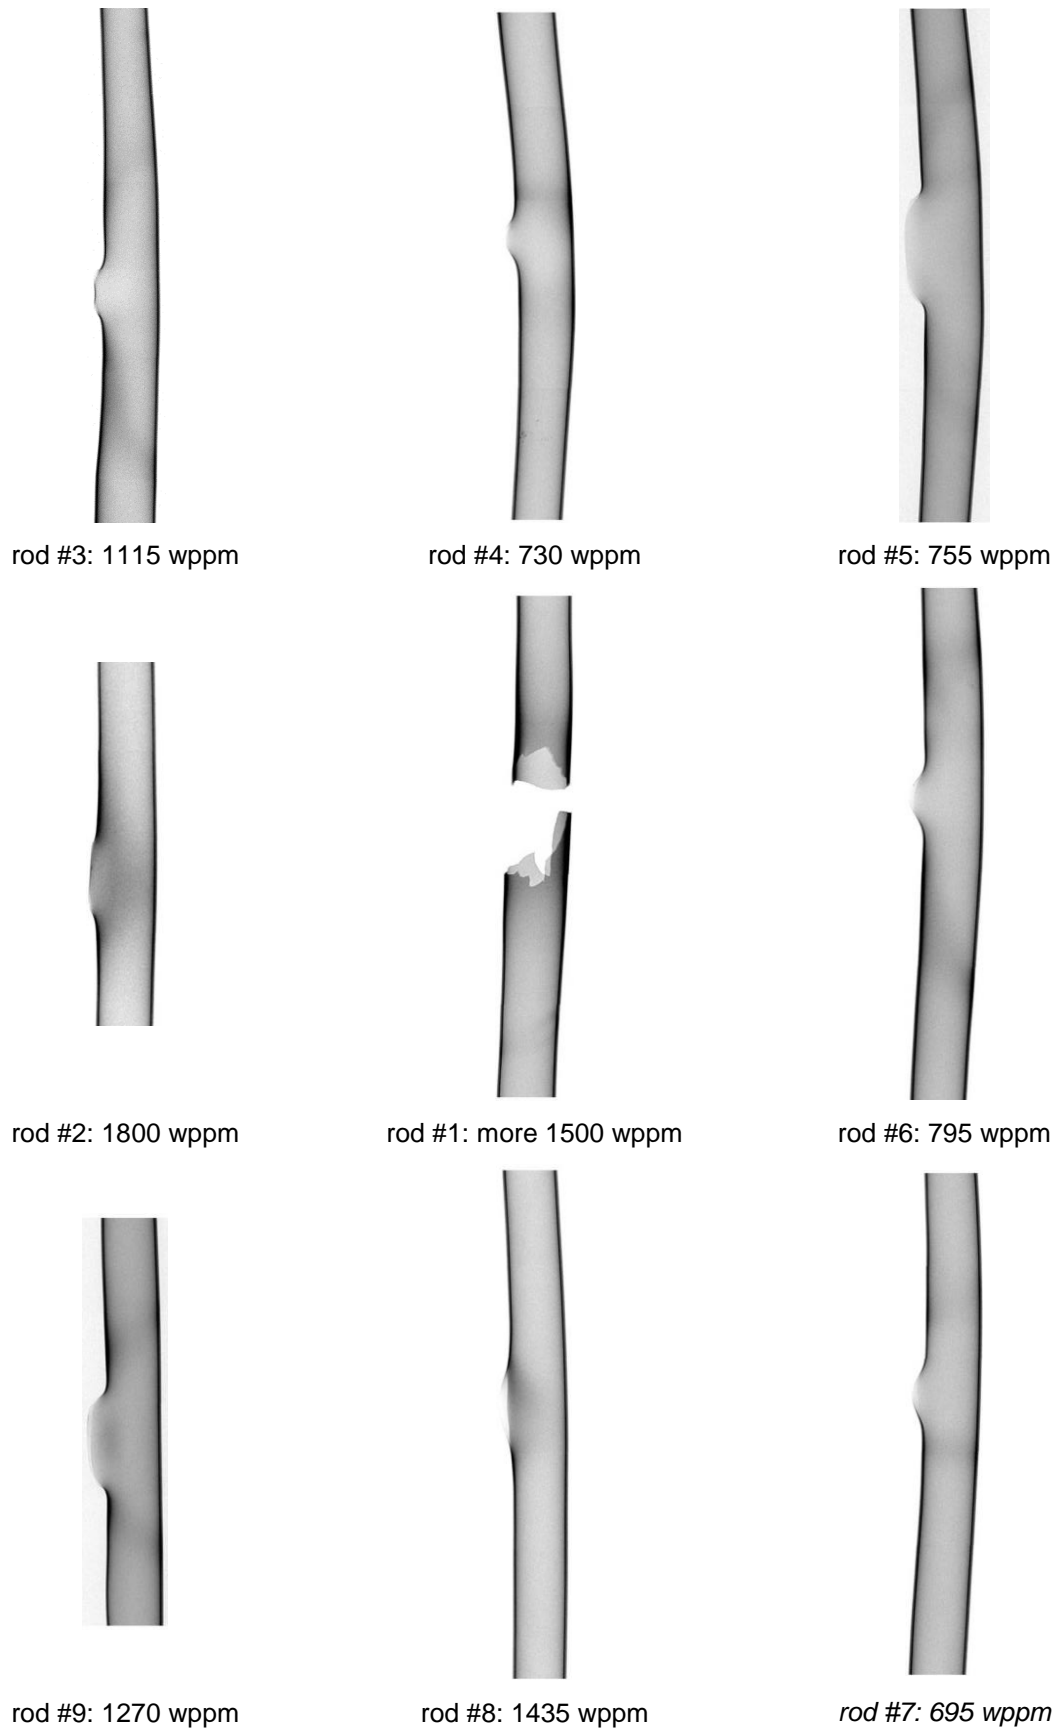 rod #3: 1115 wppm
rod #4: 730 wppm
rod #5: 755 wppm
rod #2: 1800 wppm
rod #1: more 1500 wppm
rod #6: 795 wppm
rod #9: 1270 wppm
rod #8: 1435 wppm
rod #7: 695 wppm